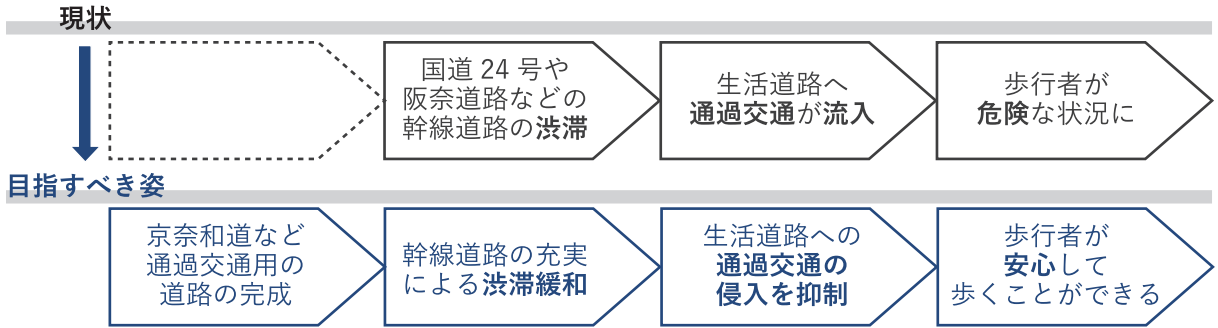 現状
国道24号や
阪奈道路などの
幹線道路の渋滞
生活道路へ
通過交通が流入
歩行者が
危険な状況に
目指すべき姿
京奈和道など
通過交通用の
道路の完成
幹線道路の充実
による渋滞緩和
生活道路への
通過交通の
侵入を抑制
歩行者が
安心して
歩くことができる